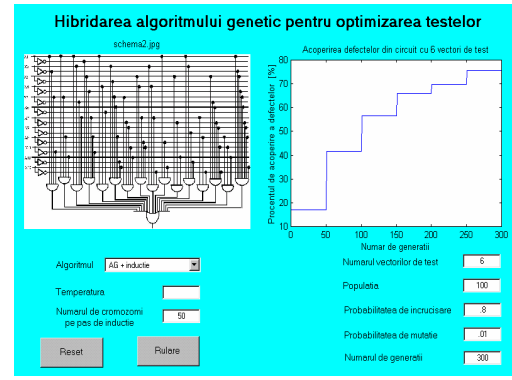 Hibridarea algoritmului genetic pentru optimizarea testelor
schema2.jpg
Acoperirea defectelor din circuit cu 6 vectori de test
Procentul de acoperire a defectelor [%]
80
70
60
50
40
30
20
10
0 50 100 150 200 250 300
Numar de generatii
Algoritmul AG + inductie
Temperatura
Numarul de cromozomi
pe pas de inductie
50
Reset
Rulare
Numarul vectorilor de test 6
Populatia 100
Probabilitatea de incrucisare .8
Probabilitatea de mutatie .01
Numarul de generatii 300